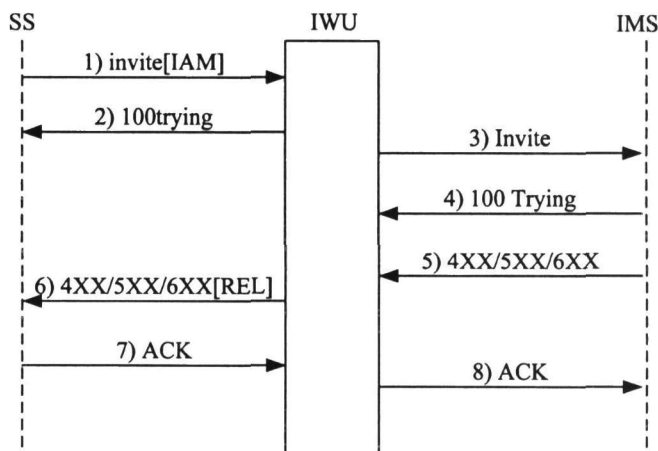 SS
IWU
IMS
1) invite[IAM]
2) 100trying
3) Invite
4) 100 Trying
5) 4XX/5XX/6XX
6) 4XX/5XX/6XX[REL]
7) ACK
8) ACK